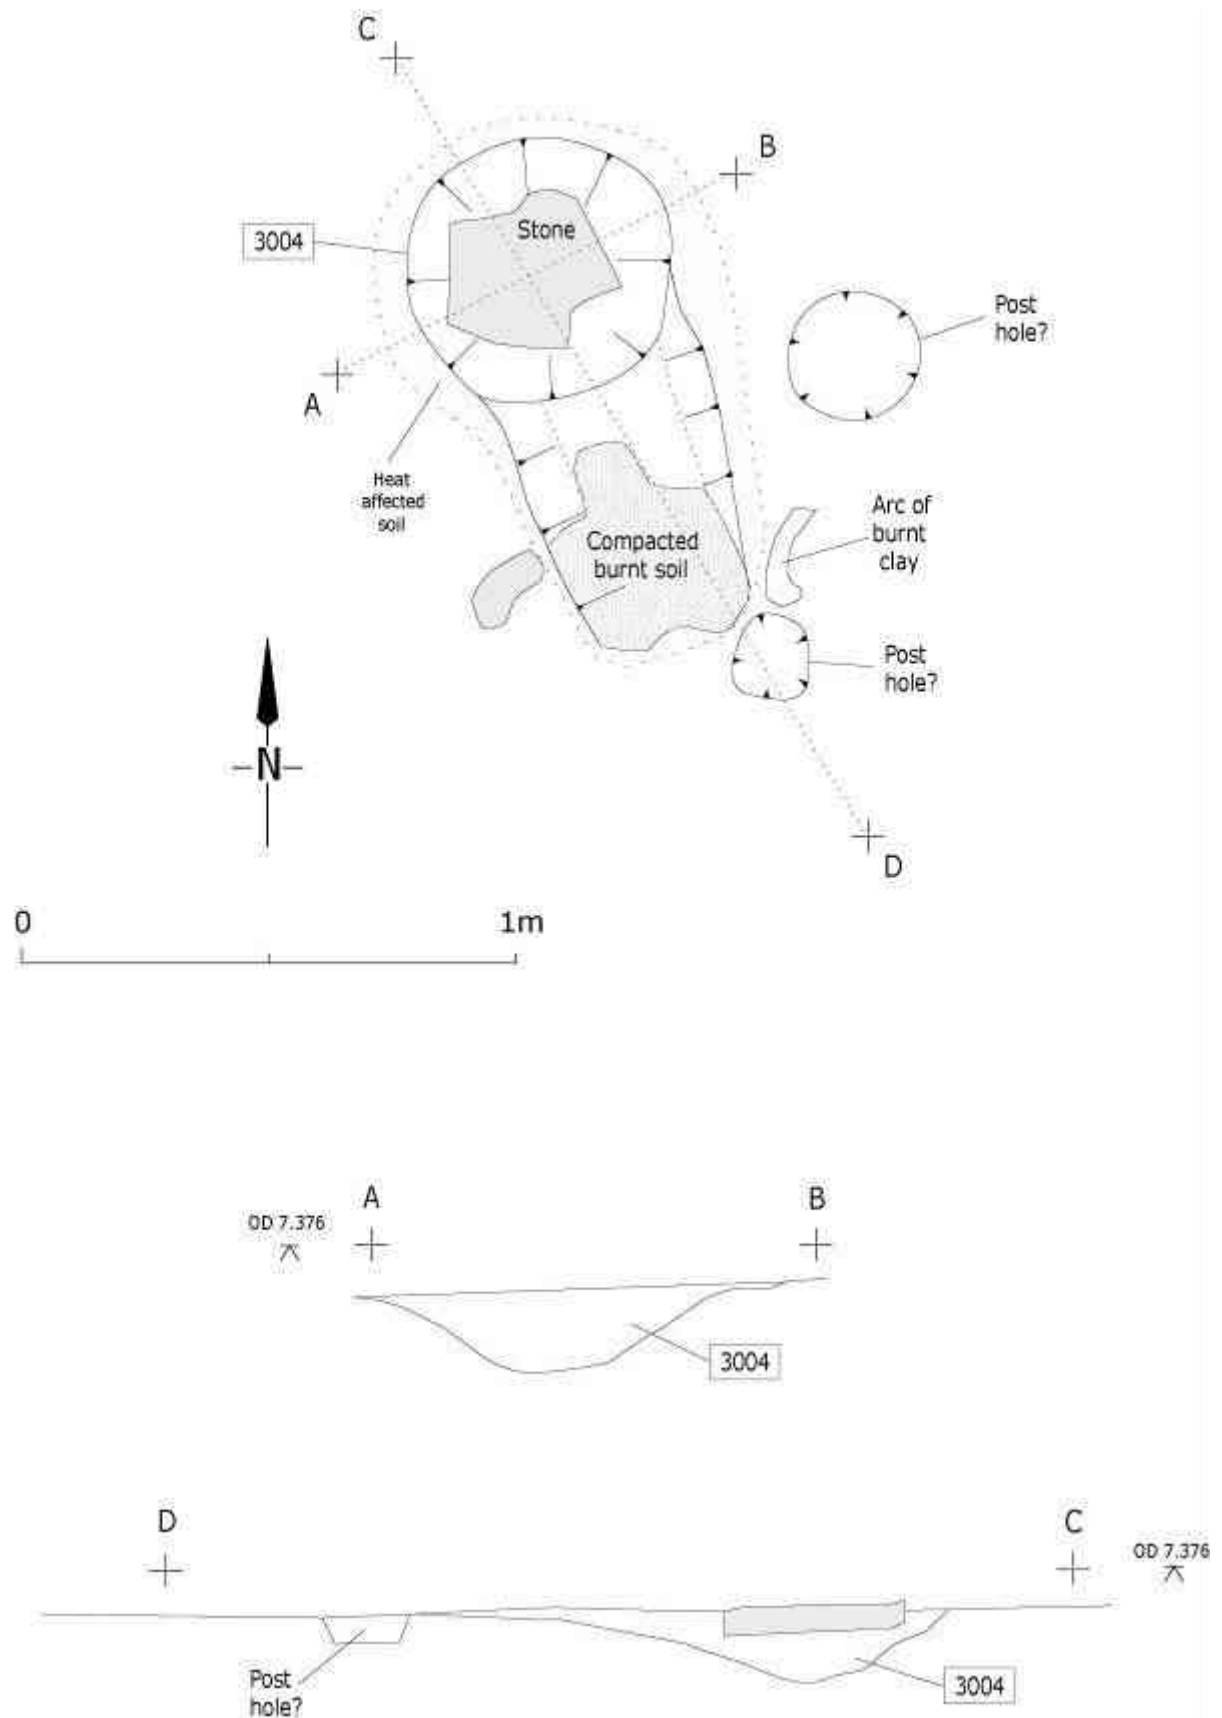 C
B
Stone
3004
Post
hole?
A
Heat
affected
soil
Arc of
burnt
clay
Compacted
burnt soil
Post
hole?
N
D
0
1m
A
B
OD 7.376
3004
D
C
OD 7.376
Post
hole?
3004